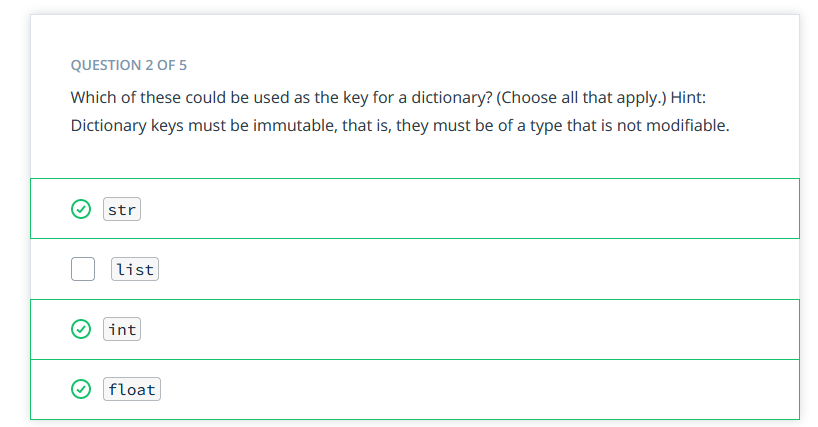 QUESTION 2 OF 5
Which of these could be used as the key for a dictionary? (Choose all that apply.) Hint:
Dictionary keys must be immutable, that is, they must be of a type that is not modifiable.
str
list
int
float